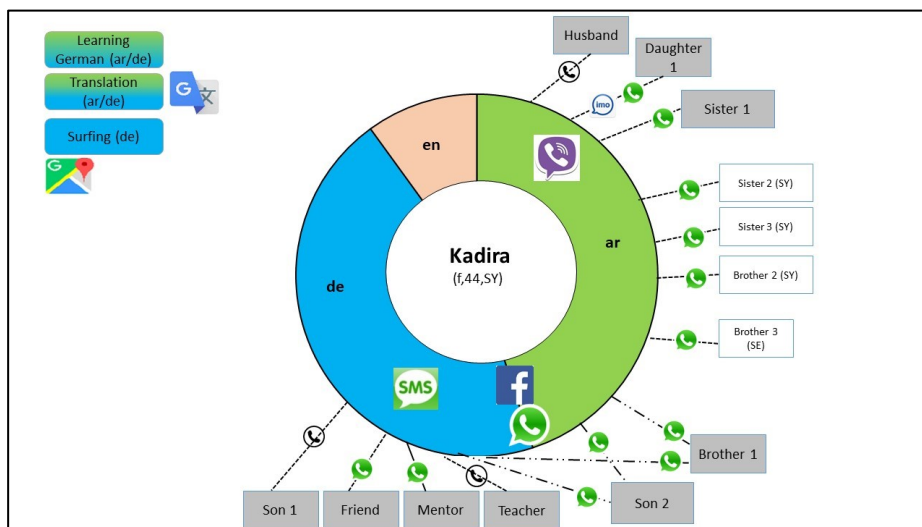 Learning
German (ar/de)
Translation
(ar/de)
G
文
Surfing (de)
G
Husband
Daughter
1
imo
Sister 1
en
Sister 2 (SY)
Sister 3 (SY)
ar
Kadira
(f,44,SY)
Brother 2 (SY)
de
Brother 3
(SE)
SMS
f
Brother 1
Son 1
Friend
Mentor
Teacher
Son 2